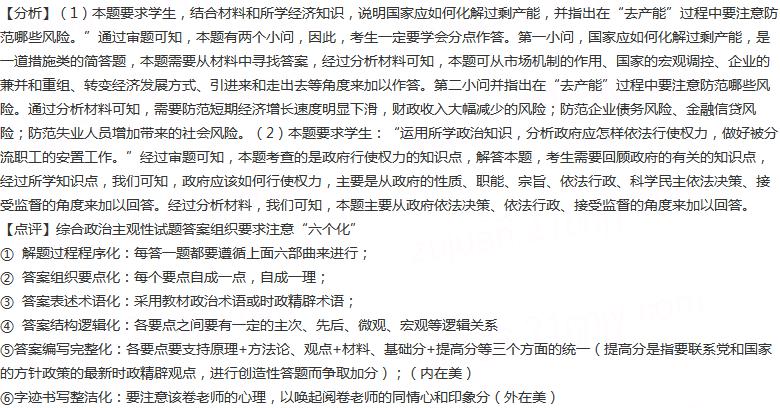 【分析】（1）本题要求学生，结合材料和所学经济知识，说明国家应如何化解过剩产能，并指出在“去产能”过程中要注意防
范哪些风险。”通过审题可知，本题有两个小问，因此，考生一定要学会分点作答。第一小问，国家应如何化解过剩产能，是
一道措施类的简答题，本题需要从材料中寻找答案，经过分析材料可知，本题可从市场机制的作用、国家的宏观调控、企业的
兼并和重组、转变经济发展方式、引进来和走出去等角度来加以作答。第二小问并指出在“去产能”过程中要注意防范哪些风
险。通过分析材料可知，需要防范短期经济增长速度明显下滑，财政收入大幅减少的风险；防范企业债务风险、金融信贷风
险；防范失业人员增加带来的社会风险。（2）本题要求学生：“运用所学政治知识，分析政府应怎样依法行使权力，做好被分
流职工的安置工作。”经过审题可知，本题考查的是政府行使权力的知识点，解答本题，考生需要回顾政府的有关的知识点，
经过所学知识点，我们可知，政府应该如何行使权力，主要是从政府的性质、职能、宗旨、依法行政、科学民主依法决策、接
受监督的角度来加以回答。经过分析材料，我们可知，本题主要从政府依法决策、依法行政、接受监督的角度来加以回答。
【点评】综合政治主观性试题答案组织要求注意“六个化”
① 解题过程程序化：每答一题都要遵循上面六部曲来进行；
② 答案组织要点化：每个要点自成一点，自成一理；
③ 答案表述术语化：采用教材政治术语或时政精辟术语；
④ 答案结构逻辑化：各要点之间要有一定的主次、先后、微观、宏观等逻辑关系
⑤答案编写完整化：各要点要支持原理+方法论、观点+材料、基础分+提高分等三个方面的统一（提高分是指要联系党和国家
的方针政策的最新时政精辟观点，进行创造性答题而争取加分）；（内在美）
⑥字迹书写整洁化：要注意该卷老师的心理，以唤起阅卷老师的同情心和印象分（外在美）